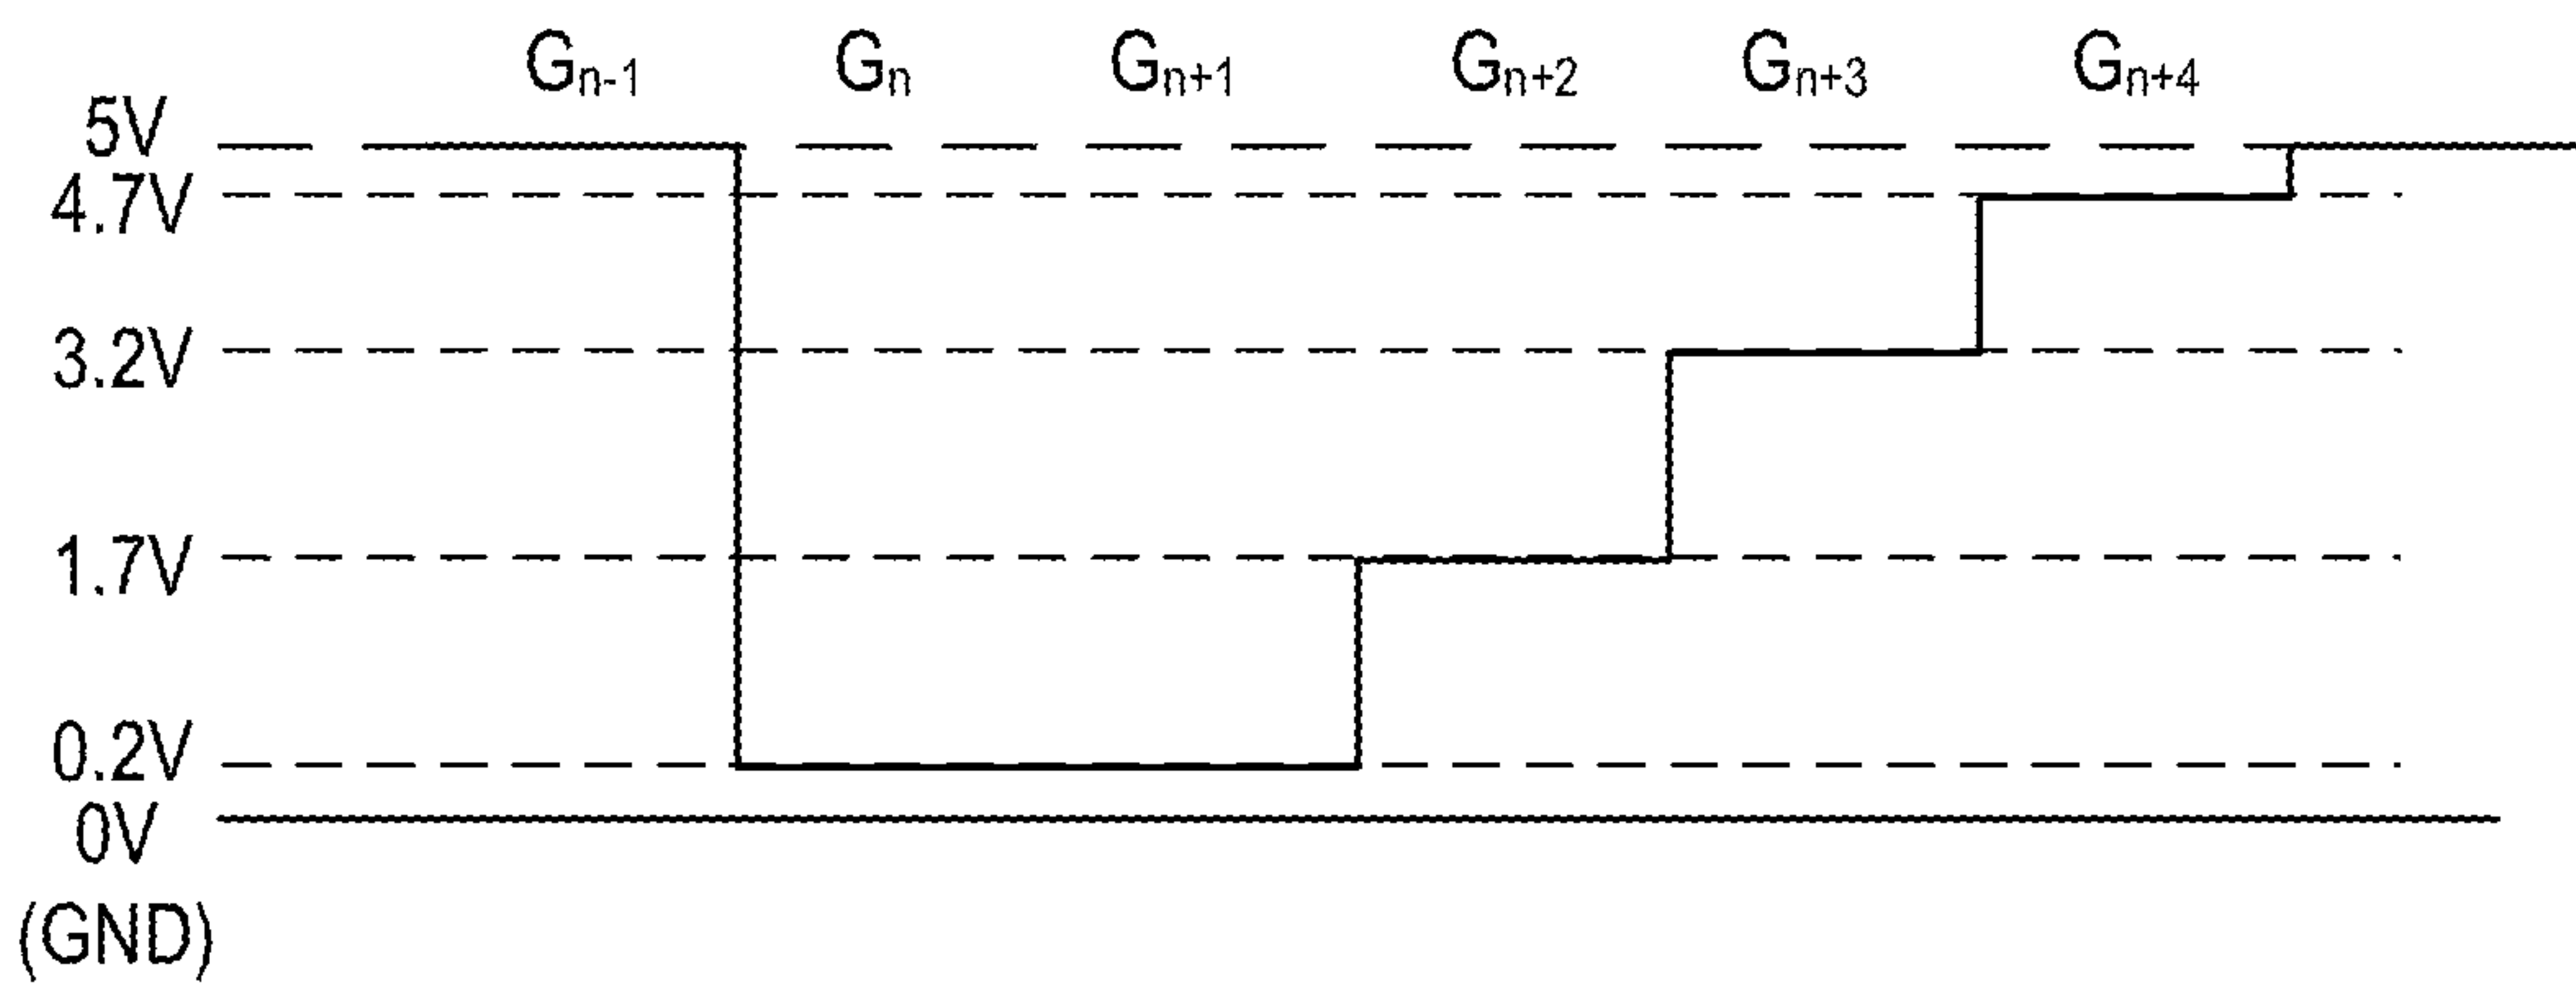 Gn-1 Gn Gn+1 Gn+2 Gn+3 Gn+4
5V
4.7V
3.2V
1.7V
0.2V
0V
(GND)